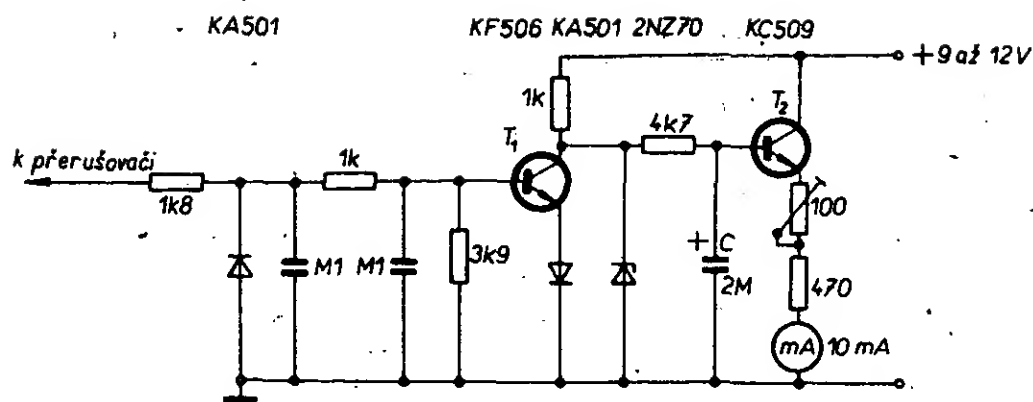 KA501 KF506 KA501 2NZ70 KC509
+9 až 12V
1k
T1
4k7
T2
k přerušovači
1k8
1k
100
M1 M1
3k9
+ C
2M
470
mA 10 mA